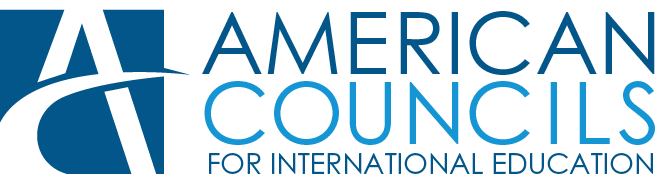 AMERICAN
COUNCILS
FOR INTERNATIONAL EDUCATION